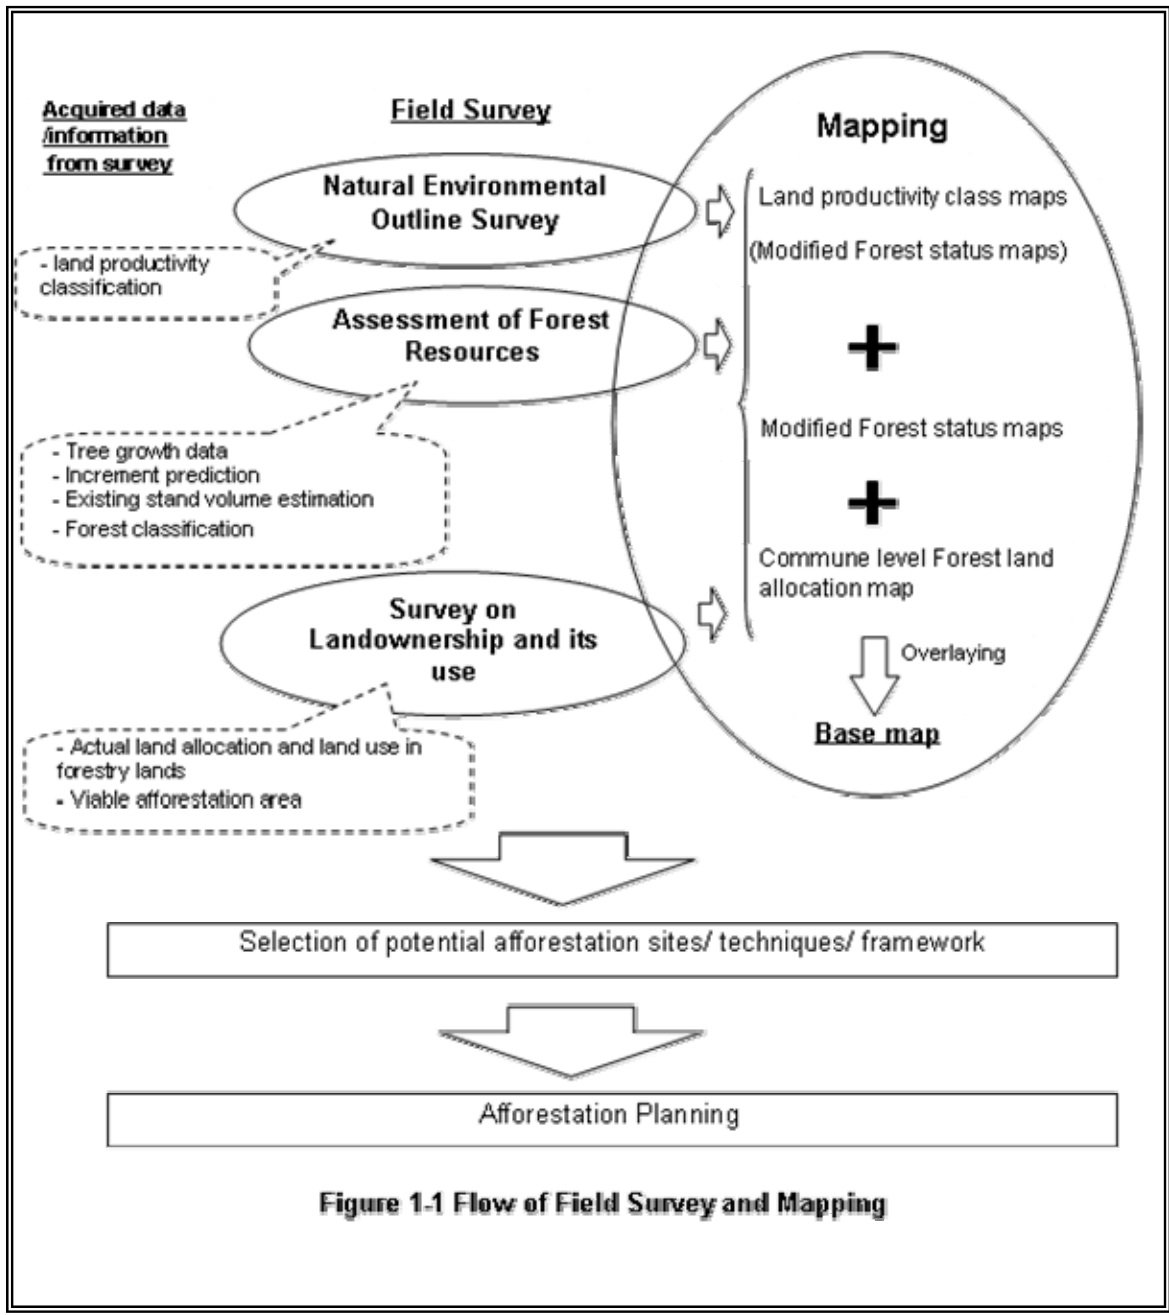 Acquired data
/information
from survey
Field Survey
Natural Environmental
Outline Survey
- land productivity
classification
Assessment of Forest
Resources
- Tree growth data
- Increment prediction
- Existing stand volume estimation
- Forest classification
Survey on
Landownership and its
use
- Actual land allocation and land use in
forestry lands
- Viable afforestation area
Mapping
Land productivity class maps
(Modified Forest status maps)
+
Modified Forest status maps
+
Commune level Forest land
allocation map
Overlaying
Base map
Selection of potential afforestation sites/ techniques/ framework
Afforestation Planning
Figure 1-1 Flow of Field Survey and Mapping